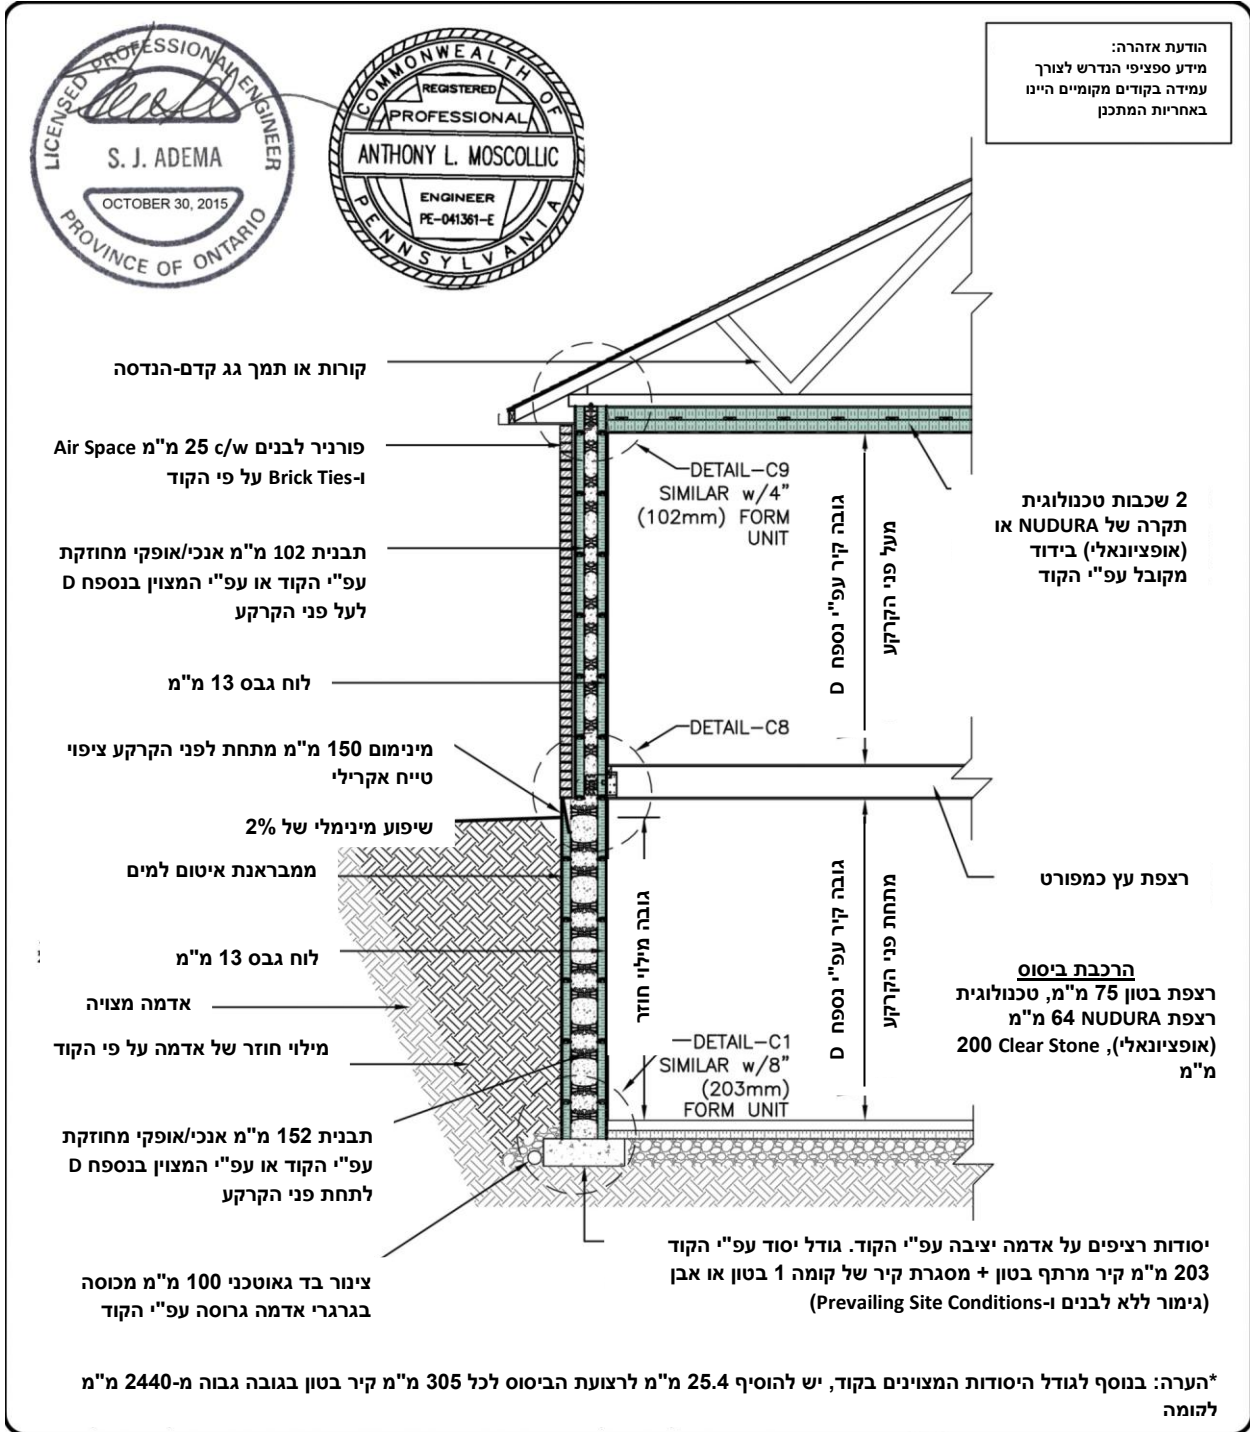 LICENSED PROFESSIONAL ENGINEER
S. J. ADEMA
OCTOBER 30, 2015
PROVINCE OF ONTARIO
COMMONWEALTH OF
REGISTERED
PROFESSIONAL
ANTHONY L. MOSCOLLIC
ENGINEER
PE-041361-E
PENNSYLVANIA
הודעת אזהרה:
מידע ספציפי הנדרש לצורך
עמידה בקודים מקומיים היינו
באחריות המתכנן
קורות או תמך גג קדם-הנדסה
פורניר לבנים c/w 25 מ"מ Air Space
ו-Brick Ties על פי הקוד
תבנית 102 מ"מ אנכי/אופקי מחוזקת
עפ"י הקוד או עפ"י המצוין בנספח D
לעל פני הקרקע
לוח גבס 13 מ"מ
מינימום 150 מ"מ מתחת לפני הקרקע ציפוי
טייח אקרילי
שיפוע מינימלי של 2%
ממבראנת איטום למים
לוח גבס 13 מ"מ
אדמה מצויה
מילוי חוזר של אדמה על פי הקוד
תבנית 152 מ"מ אנכי/אופקי מחוזקת
עפ"י הקוד או עפ"י המצוין בנספח D
לתחת פני הקרקע
צינור בד גאוטכני 100 מ"מ מכוסה
בגרגרי אדמה גרוסה עפ"י הקוד
DETAIL-C9
SIMILAR w/4"
(102mm) FORM
UNIT
גובה קיר עפ"י נספח D
מעל פני הקרקע
2 שכבות טכנולוגית
תקרה של NUDURA או
(אופציונאלי) בידוד
מקובל עפ"י הקוד
DETAIL-C8
גובה מילוי חוזר
גובה קיר עפ"י נספח D
מתחת פני הקרקע
רצפת עץ כמפורט
הרכבת ביסוס
רצפת בטון 75 מ"מ, טכנולוגית
רצפת NUDURA 64 מ"מ
(אופציונאלי), Clear Stone 200
מ"מ
DETAIL-C1
SIMILAR w/8"
(203mm)
FORM UNIT
יסודות רציפים על אדמה יציבה עפ"י הקוד. גודל יסוד עפ"י הקוד
203 מ"מ קיר מרתף בטון + מסגרת קיר של קומה 1 בטון או אבן
(גימור ללא לבנים ו-Prevailing Site Conditions)
*הערה: בנוסף לגודל היסודות המצוינים בקוד, יש להוסיף 25.4 מ"מ לרצועת הביסוס לכל 305 מ"מ קיר בטון בגובה גבוה מ-2440 מ"מ
לקומה